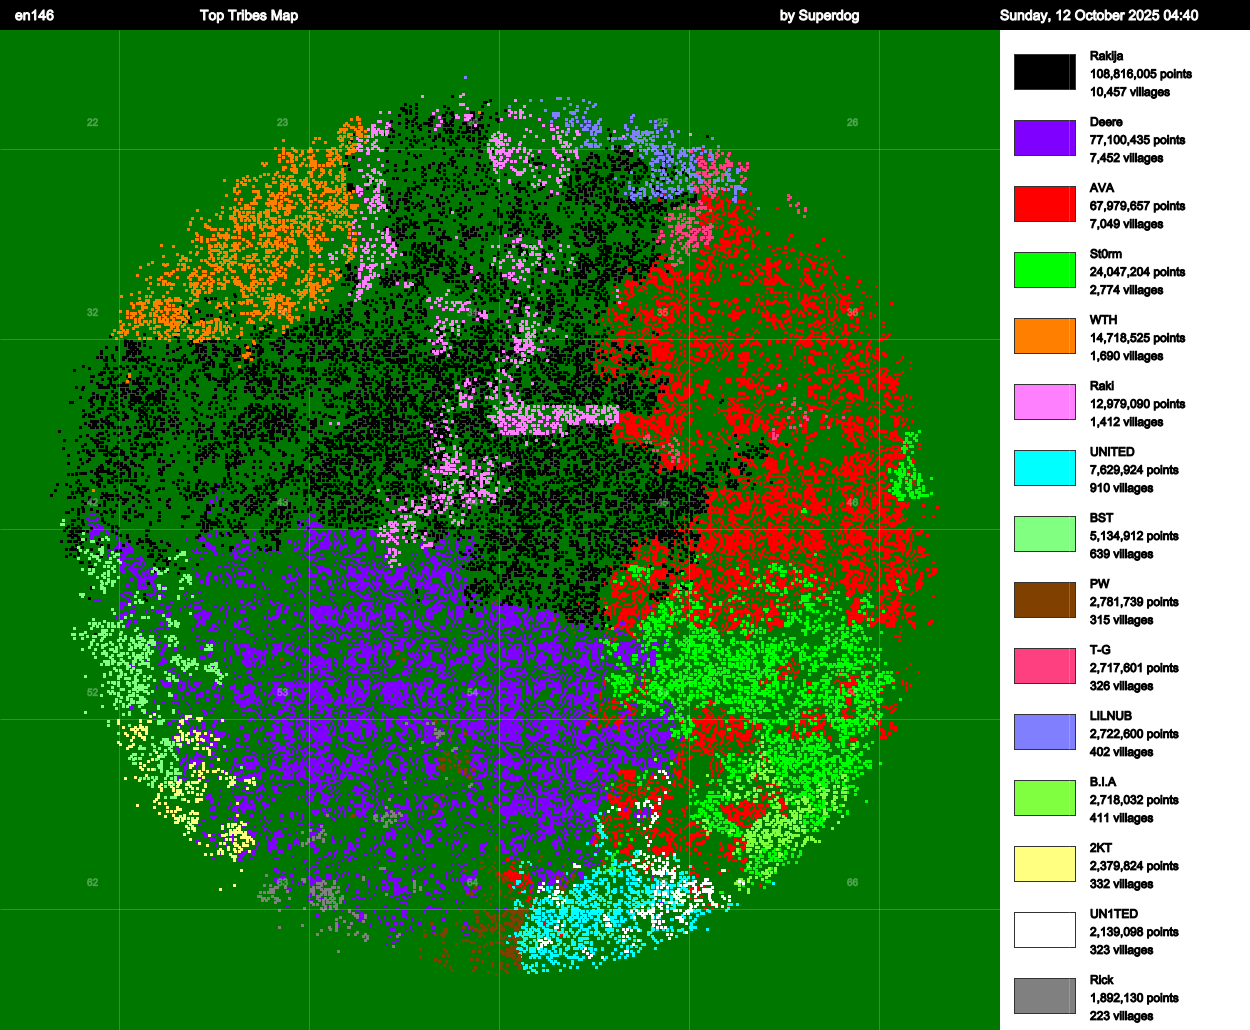 en146 Top Tribes Map by Superdog Sunday, 12 October 2025 04:40
Rakija
108,816,005 points
10,457 villages
Deere
77,100,435 points
7,452 villages
AVA
67,979,657 points
7,049 villages
St0rm
24,047,204 points
2,774 villages
WTH
14,718,525 points
1,690 villages
Raki
12,979,090 points
1,412 villages
UNITED
7,629,924 points
910 villages
BST
5,134,912 points
639 villages
PW
2,781,739 points
315 villages
T-G
2,717,601 points
326 villages
LILNUB
2,722,600 points
402 villages
B.I.A
2,718,032 points
411 villages
2KT
2,379,824 points
332 villages
UN1TED
2,139,098 points
323 villages
Rick
1,892,130 points
223 villages
22 23 25 26
32 35 36
42 43 45 46
52 53 54
62 63 64 66